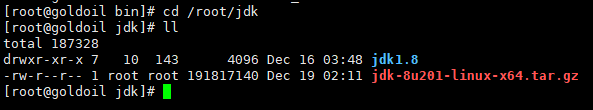 [root@goldoil bin]# cd /root/jdk
[root@goldoil jdk]# ll
total 187328
drwxr-xr-x 7   10  143      4096 Dec 16 03:48 jdk1.8
-rw-r--r-- 1 root root 191817140 Dec 19 02:11 jdk-8u201-linux-x64.tar.gz
[root@goldoil jdk]#